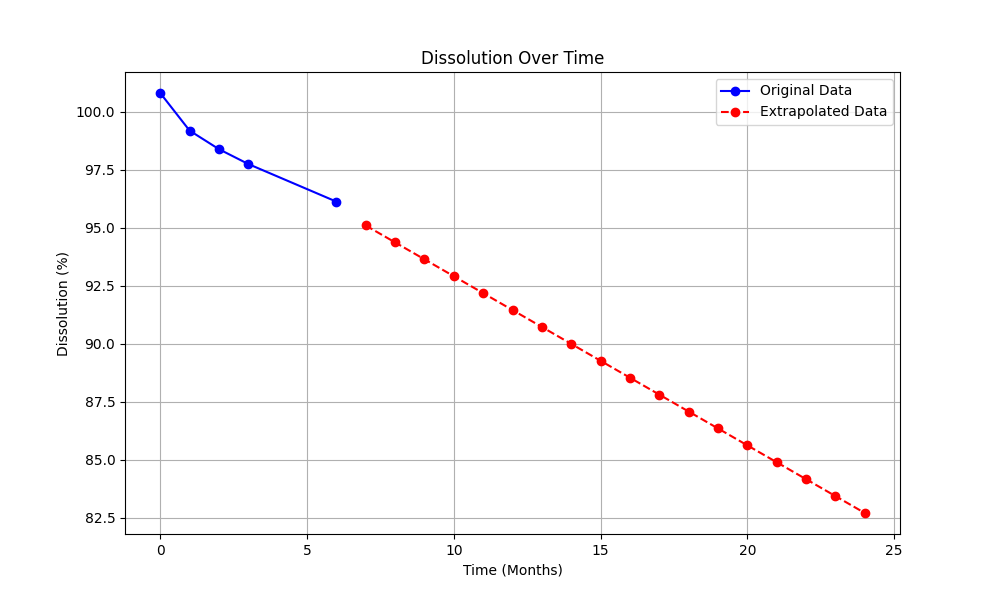 Dissolution Over Time
Original Data
Extrapolated Data
Dissolution (%)
100.0
97.5
95.0
92.5
90.0
87.5
85.0
82.5
0 5 10 15 20 25
Time (Months)